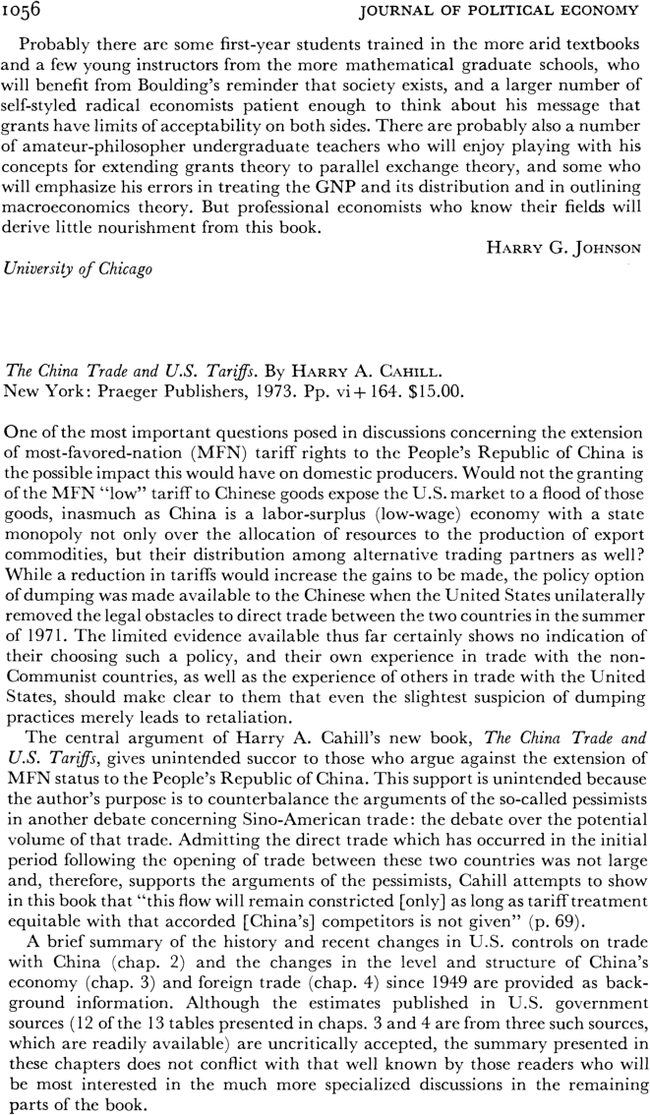 1056 JOURNAL OF POLITICAL ECONOMY
Probably there are some first-year students trained in the more arid textbooks
and a few young instructors from the more mathematical graduate schools, who
will benefit from Boulding's reminder that society exists, and a larger number of
self-styled radical economists patient enough to think about his message that
grants have limits of acceptability on both sides. There are probably also a number
of amateur-philosopher undergraduate teachers who will enjoy playing with his
concepts for extending grants theory to parallel exchange theory, and some who
will emphasize his errors in treating the GNP and its distribution and in outlining
macroeconomics theory. But professional economists who know their fields will
derive little nourishment from this book.
HARRY G. JOHNSON
University of Chicago
The China Trade and U.S. Tariffs. By HARRY A. CAHILL.
New York: Praeger Publishers, 1973. Pp. vi + 164. $15.00.
One of the most important questions posed in discussions concerning the extension
of most-favored-nation (MFN) tariff rights to the People's Republic of China is
the possible impact this would have on domestic producers. Would not the granting
of the MFN "low" tariff to Chinese goods expose the U.S. market to a flood of those
goods, inasmuch as China is a labor-surplus (low-wage) economy with a state
monopoly not only over the allocation of resources to the production of export
commodities, but their distribution among alternative trading partners as well?
While a reduction in tariffs would increase the gains to be made, the policy option
of dumping was made available to the Chinese when the United States unilaterally
removed the legal obstacles to direct trade between the two countries in the summer
of 1971. The limited evidence available thus far certainly shows no indication of
their choosing such a policy, and their own experience in trade with the non-
Communist countries, as well as the experience of others in trade with the United
States, should make clear to them that even the slightest suspicion of dumping
practices merely leads to retaliation.
The central argument of Harry A. Cahill's new book, The China Trade and
U.S. Tariffs, gives unintended succor to those who argue against the extension of
MFN status to the People's Republic of China. This support is unintended because
the author's purpose is to counterbalance the arguments of the so-called pessimists
in another debate concerning Sino-American trade: the debate over the potential
volume of that trade. Admitting the direct trade which has occurred in the initial
period following the opening of trade between these two countries was not large
and, therefore, supports the arguments of the pessimists, Cahill attempts to show
in this book that "this flow will remain constricted [only] as long as tariff treatment
equitable with that accorded [China's] competitors is not given" (p. 69).
A brief summary of the history and recent changes in U.S. controls on trade
with China (chap. 2) and the changes in the level and structure of China's
economy (chap. 3) and foreign trade (chap. 4) since 1949 are provided as back-
ground information. Although the estimates published in U.S. government
sources (12 of the 13 tables presented in chaps. 3 and 4 are from three such sources,
which are readily available) are uncritically accepted, the summary presented in
these chapters does not conflict with that well known by those readers who will
be most interested in the much more specialized discussions in the remaining
parts of the book.